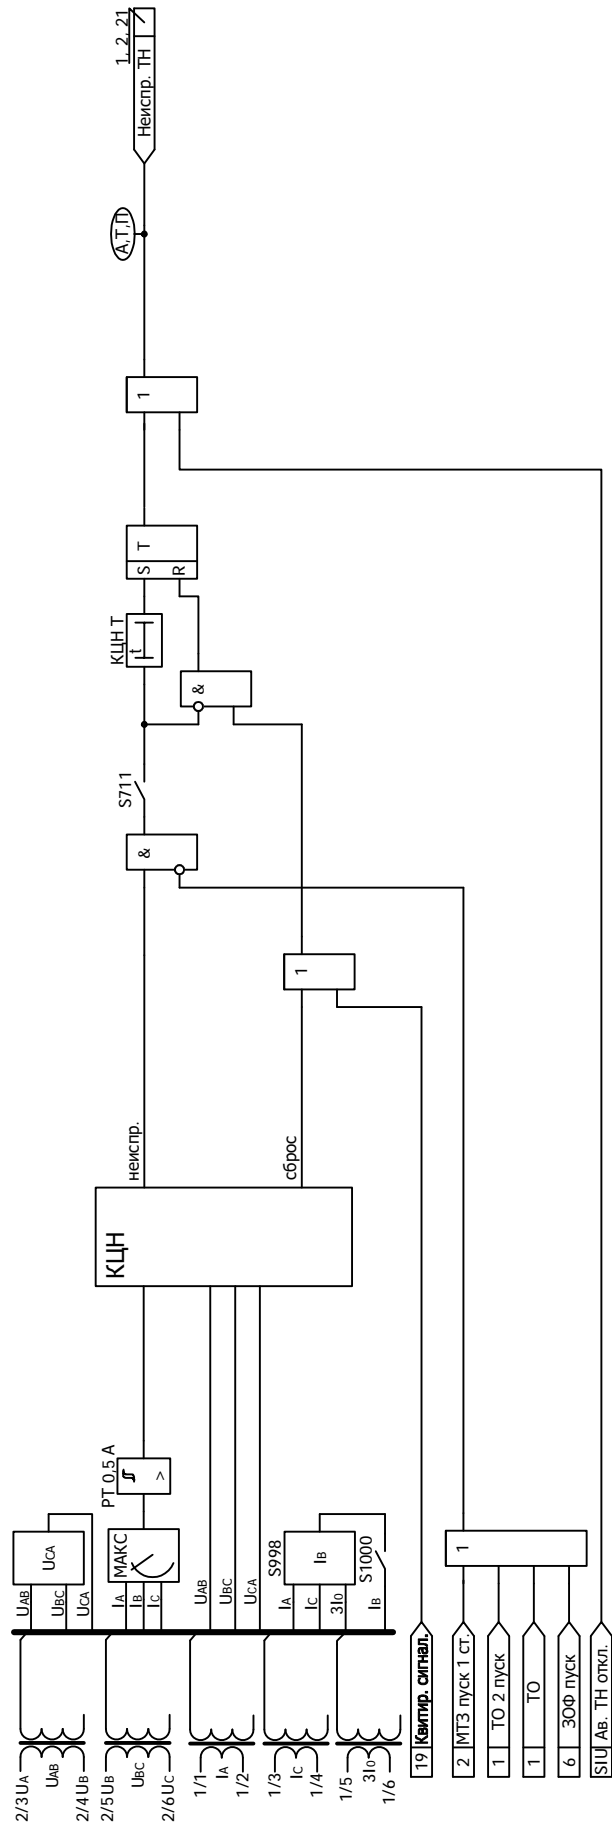 2/3 UA
UAB
2/4 UB
2/5 UB
UBC
2/6 UC
1/1
IA
1/2
1/3
IC
1/4
1/5
3I0
1/6
UAB
UBC
UCA
UCA
IA
IB
IC
МАКС
РТ 0,5 А
>
UAB
UBC
UCA
IA
IC
3I0
IB
S998
IB
S1000
КЦН
неиспр.
сброс
1
&
S711
&
КЦН Т
t
S
T
R
1
А,Т,П
Неиспр. ТН
1, 2, 21
19 Квитир. сигнал.
2 МТЗ пуск 1 ст.
1 ТО 2 пуск
1 ТО
6 ЗОФ пуск
SIU Ав. ТН откл.
1